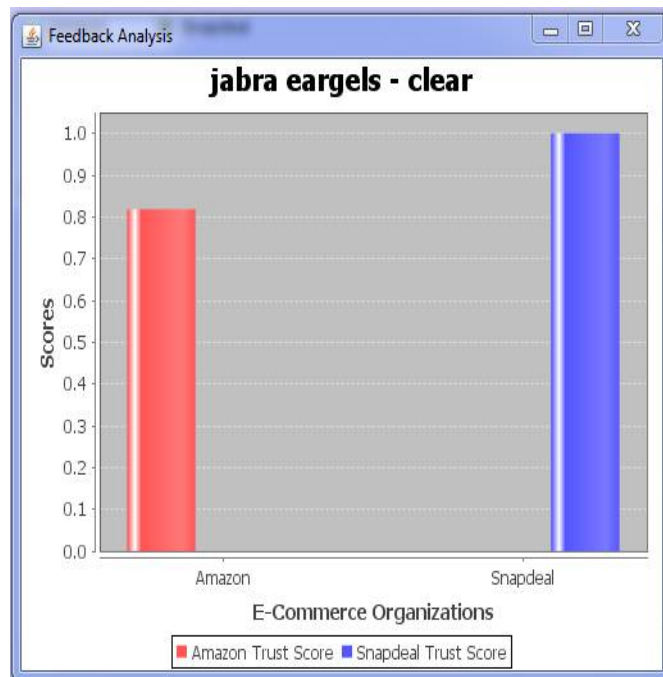 Feedback Analysis
jabra eargels - clear
1.0
0.9
0.8
0.7
0.6
0.5
0.4
0.3
0.2
0.1
0.0
Scores
Amazon Snapdeal
E-Commerce Organizations
Amazon Trust Score Snapdeal Trust Score